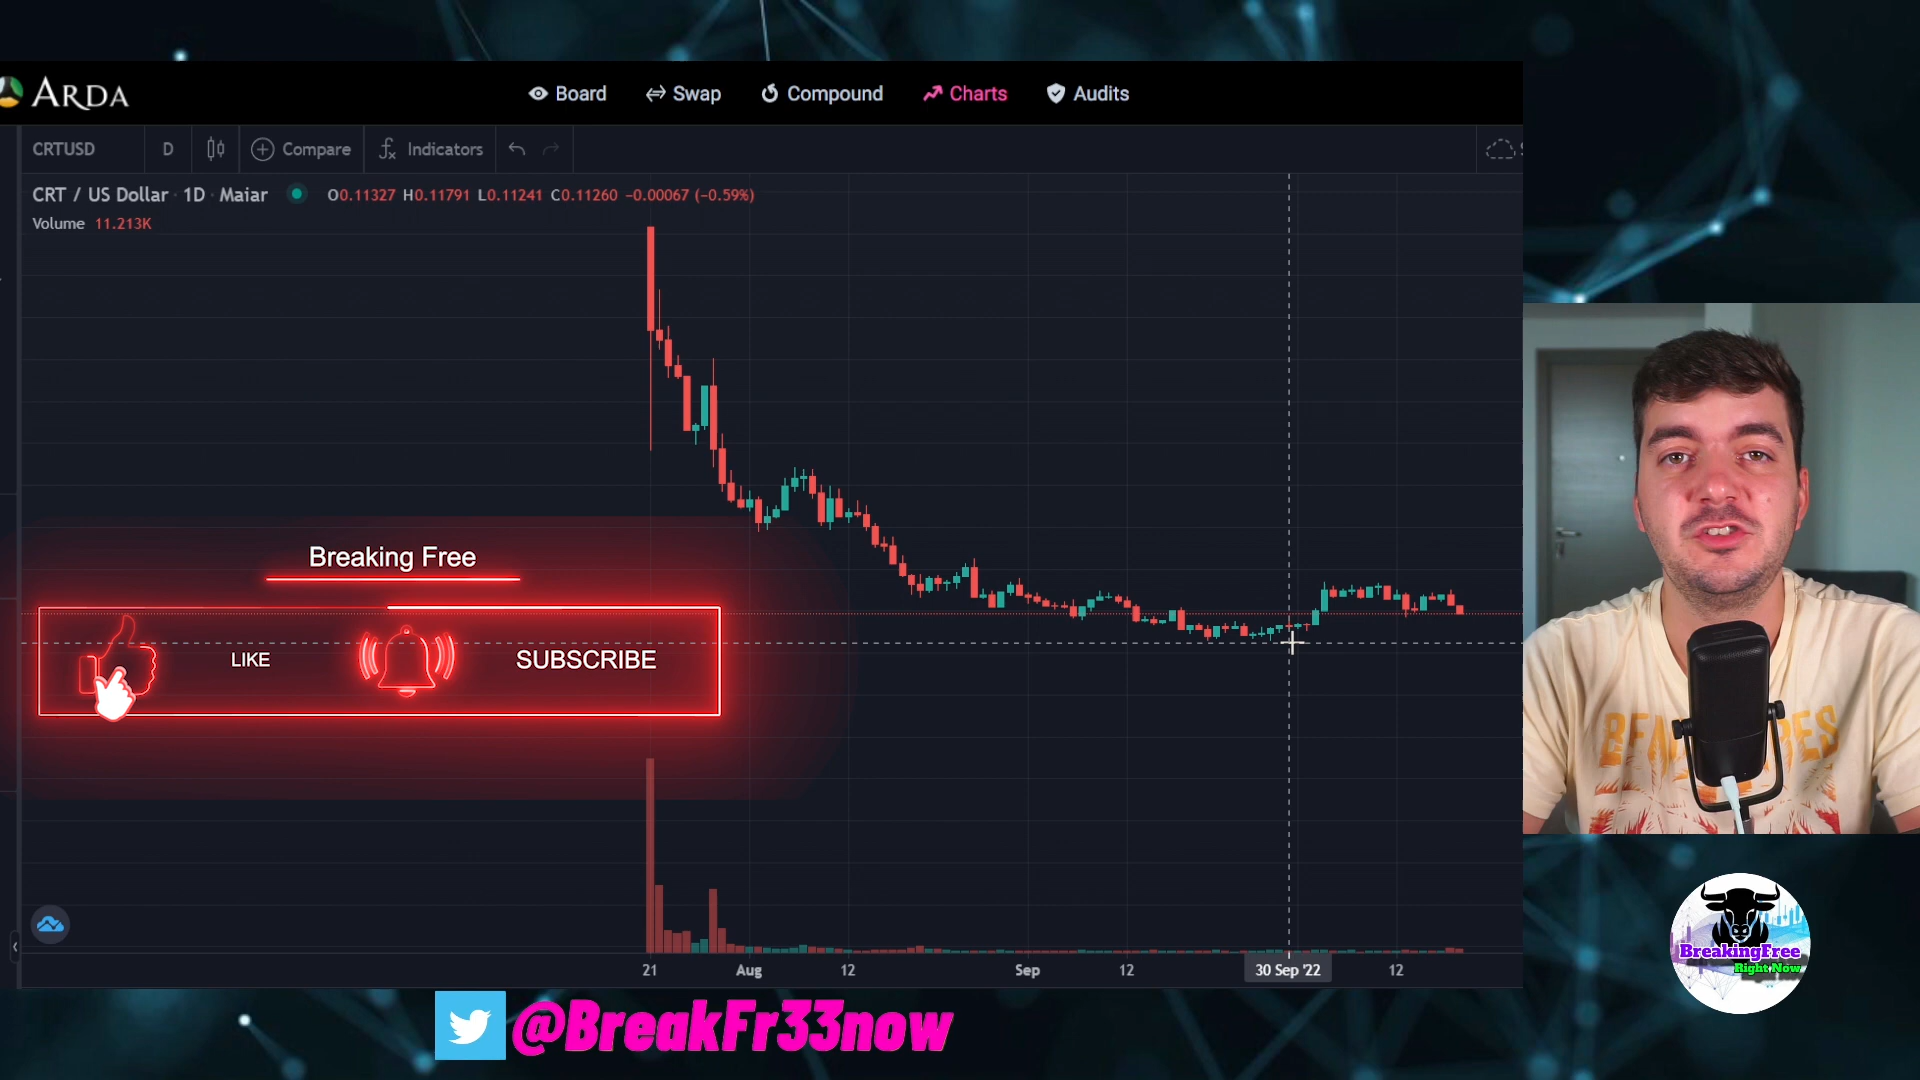 ARDA
Board Swap Compound Charts Audits
CRTUSD D Compare Indicators
CRT / US Dollar · 1D · Maiar O0.11327 H0.11791 L0.11241 C0.11260 −0.00067 (−0.59%)
Volume 11.213K
Breaking Free
LIKE SUBSCRIBE
21 Aug 12 Sep 12 30 Sep '22 12
BreakingFree
Right Now
@BreakFr33now